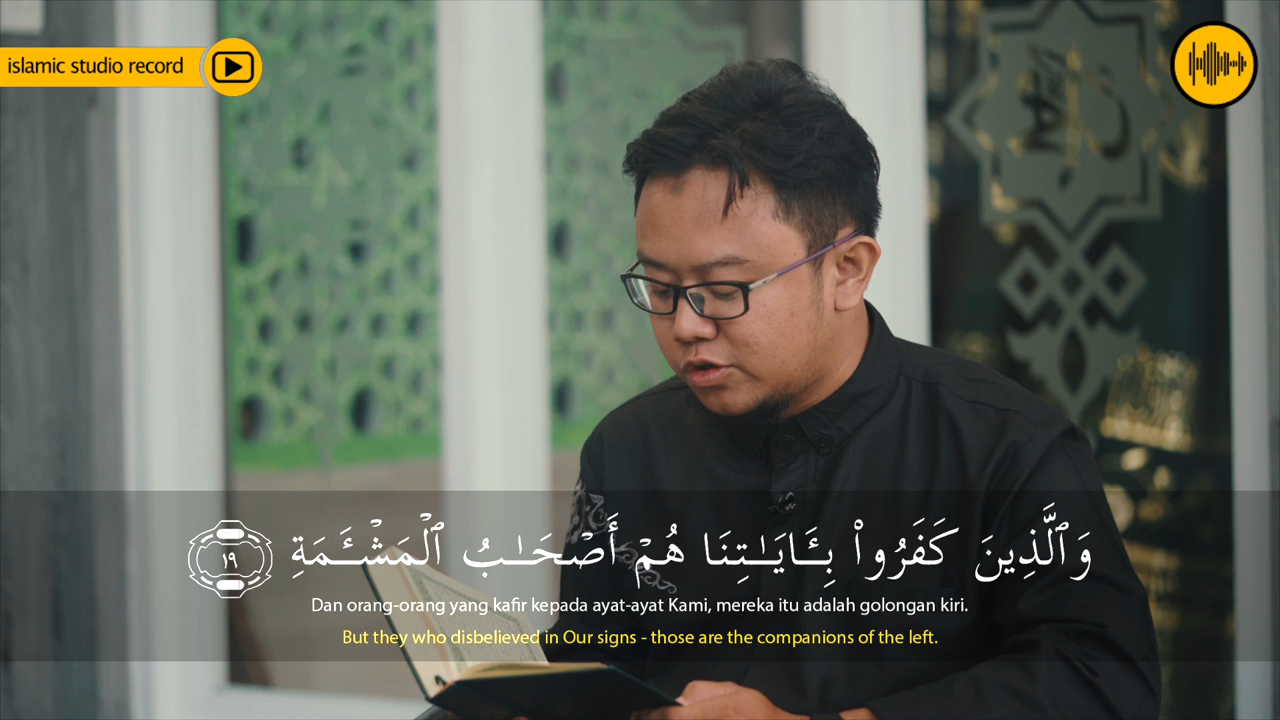 islamic studio record
وَٱلَّذِينَ كَفَرُوا۟ بِـَٔايَـٰتِنَا هُمْ أَصْحَـٰبُ ٱلْمَشْـَٔمَةِ ١٩
Dan orang-orang yang kafir kepada ayat-ayat Kami, mereka itu adalah golongan kiri.
But they who disbelieved in Our signs - those are the companions of the left.